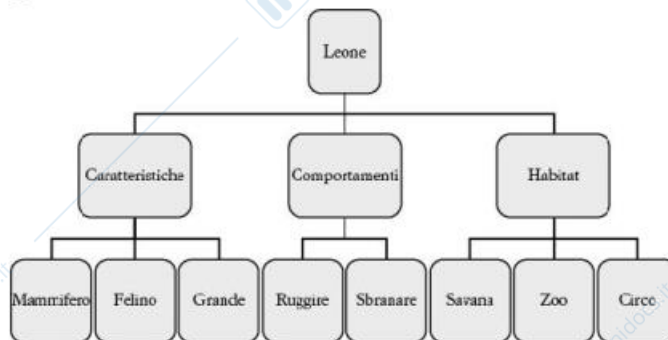 Leone
Caratteristiche
Comportamenti
Habitat
Mammifero
Felino
Grande
Ruggire
Sbranare
Savana
Zoo
Circo